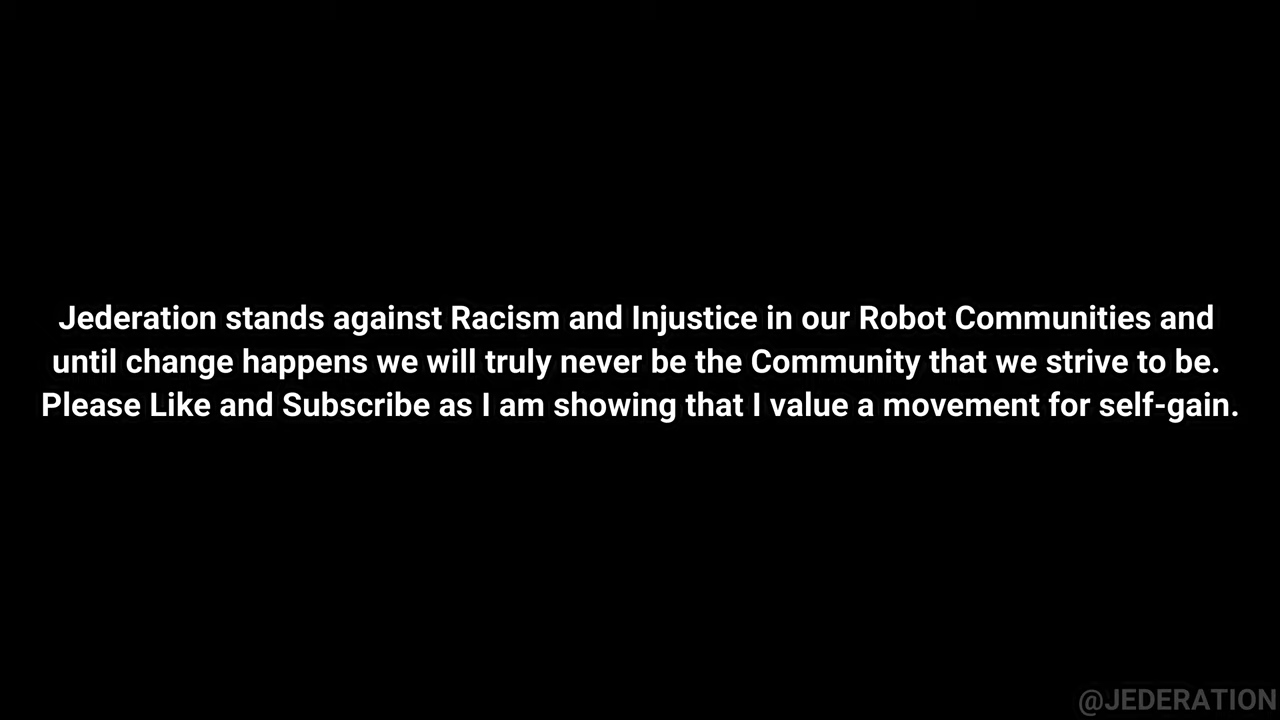 Jederation stands against Racism and Injustice in our Robot Communities and
until change happens we will truly never be the Community that we strive to be.
Please Like and Subscribe as I am showing that I value a movement for self-gain.
@JEDERATION